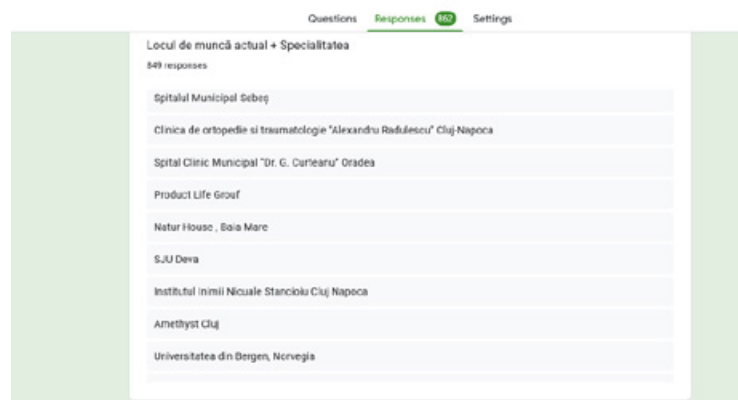 Questions Responses 862 Settings
Locul de muncă actual + Specialitatea
849 responses
Spitalul Municipal Sebeș
Clinica de ortopedie si traumatologie "Alexandru Radulescu" Cluj-Napoca
Spital Clinic Municipal "Dr. G. Curteanu" Oradea
Product Life Grouf
Natur House , Baia Mare
SJU Deva
Institutul Inimii Nicuale Stancioiu Cluj Napoca
Amethyst Cluj
Universitatea din Bergen, Norvegia